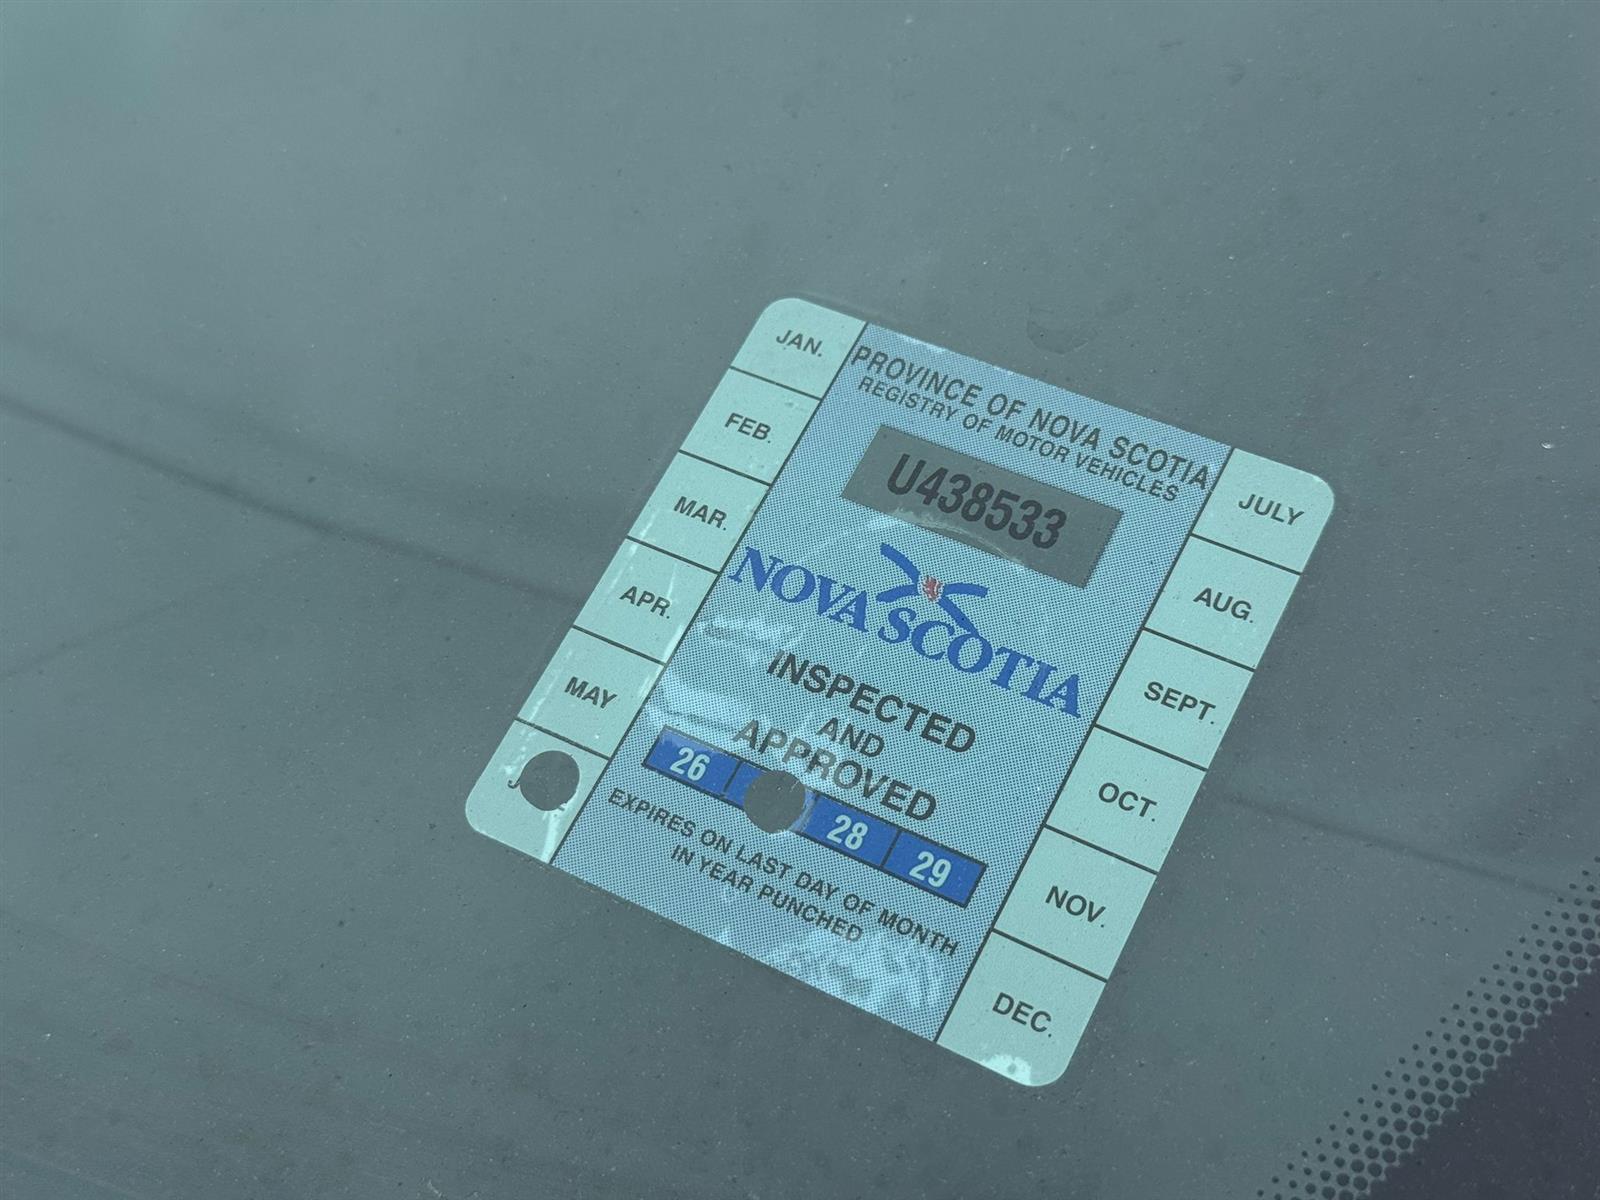 PROVINCE OF NOVA SCOTIA
REGISTRY OF MOTOR VEHICLES
U438533
NOVA SCOTIA
INSPECTED
AND
APPROVED
26 28 29
EXPIRES ON LAST DAY OF MONTH
IN YEAR PUNCHED
JAN.
FEB.
MAR.
APR.
MAY
JULY
AUG.
SEPT.
OCT.
NOV.
DEC.